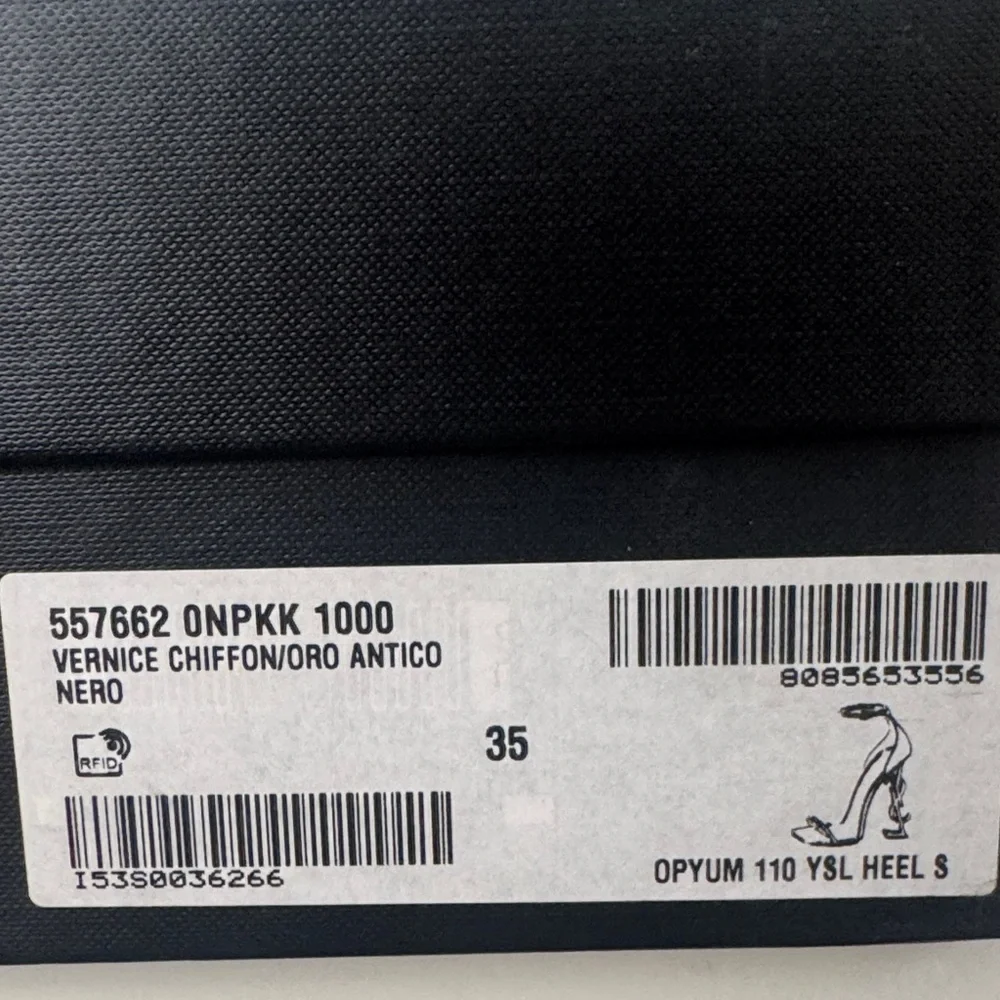 557662 0NPKK 1000
VERNICE CHIFFON/ORO ANTICO
NERO
8085653556
RFID
35
I53S0036266
OPYUM 110 YSL HEEL S